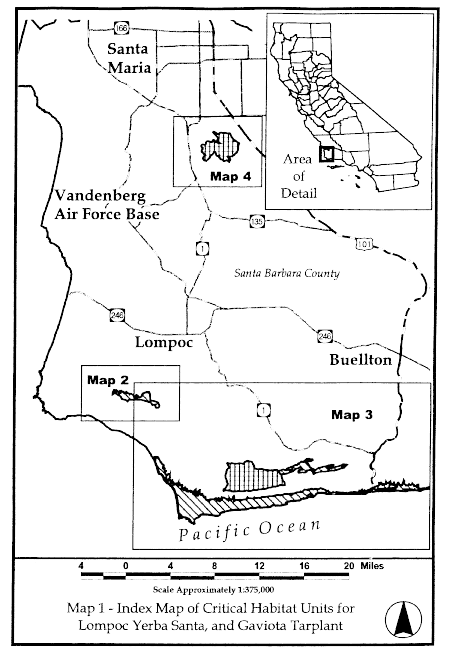 166
Santa
Maria
Map 4
Area
of
Detail
Vandenberg
Air Force Base
135
101
1
Santa Barbara County
246
Lompoc
246
Buellton
Map 2
1
Map 3
Pacific Ocean
4 0 4 8 12 16 20 Miles
Scale Approximately 1:375,000
Map 1 - Index Map of Critical Habitat Units for
Lompoc Yerba Santa, and Gaviota Tarplant